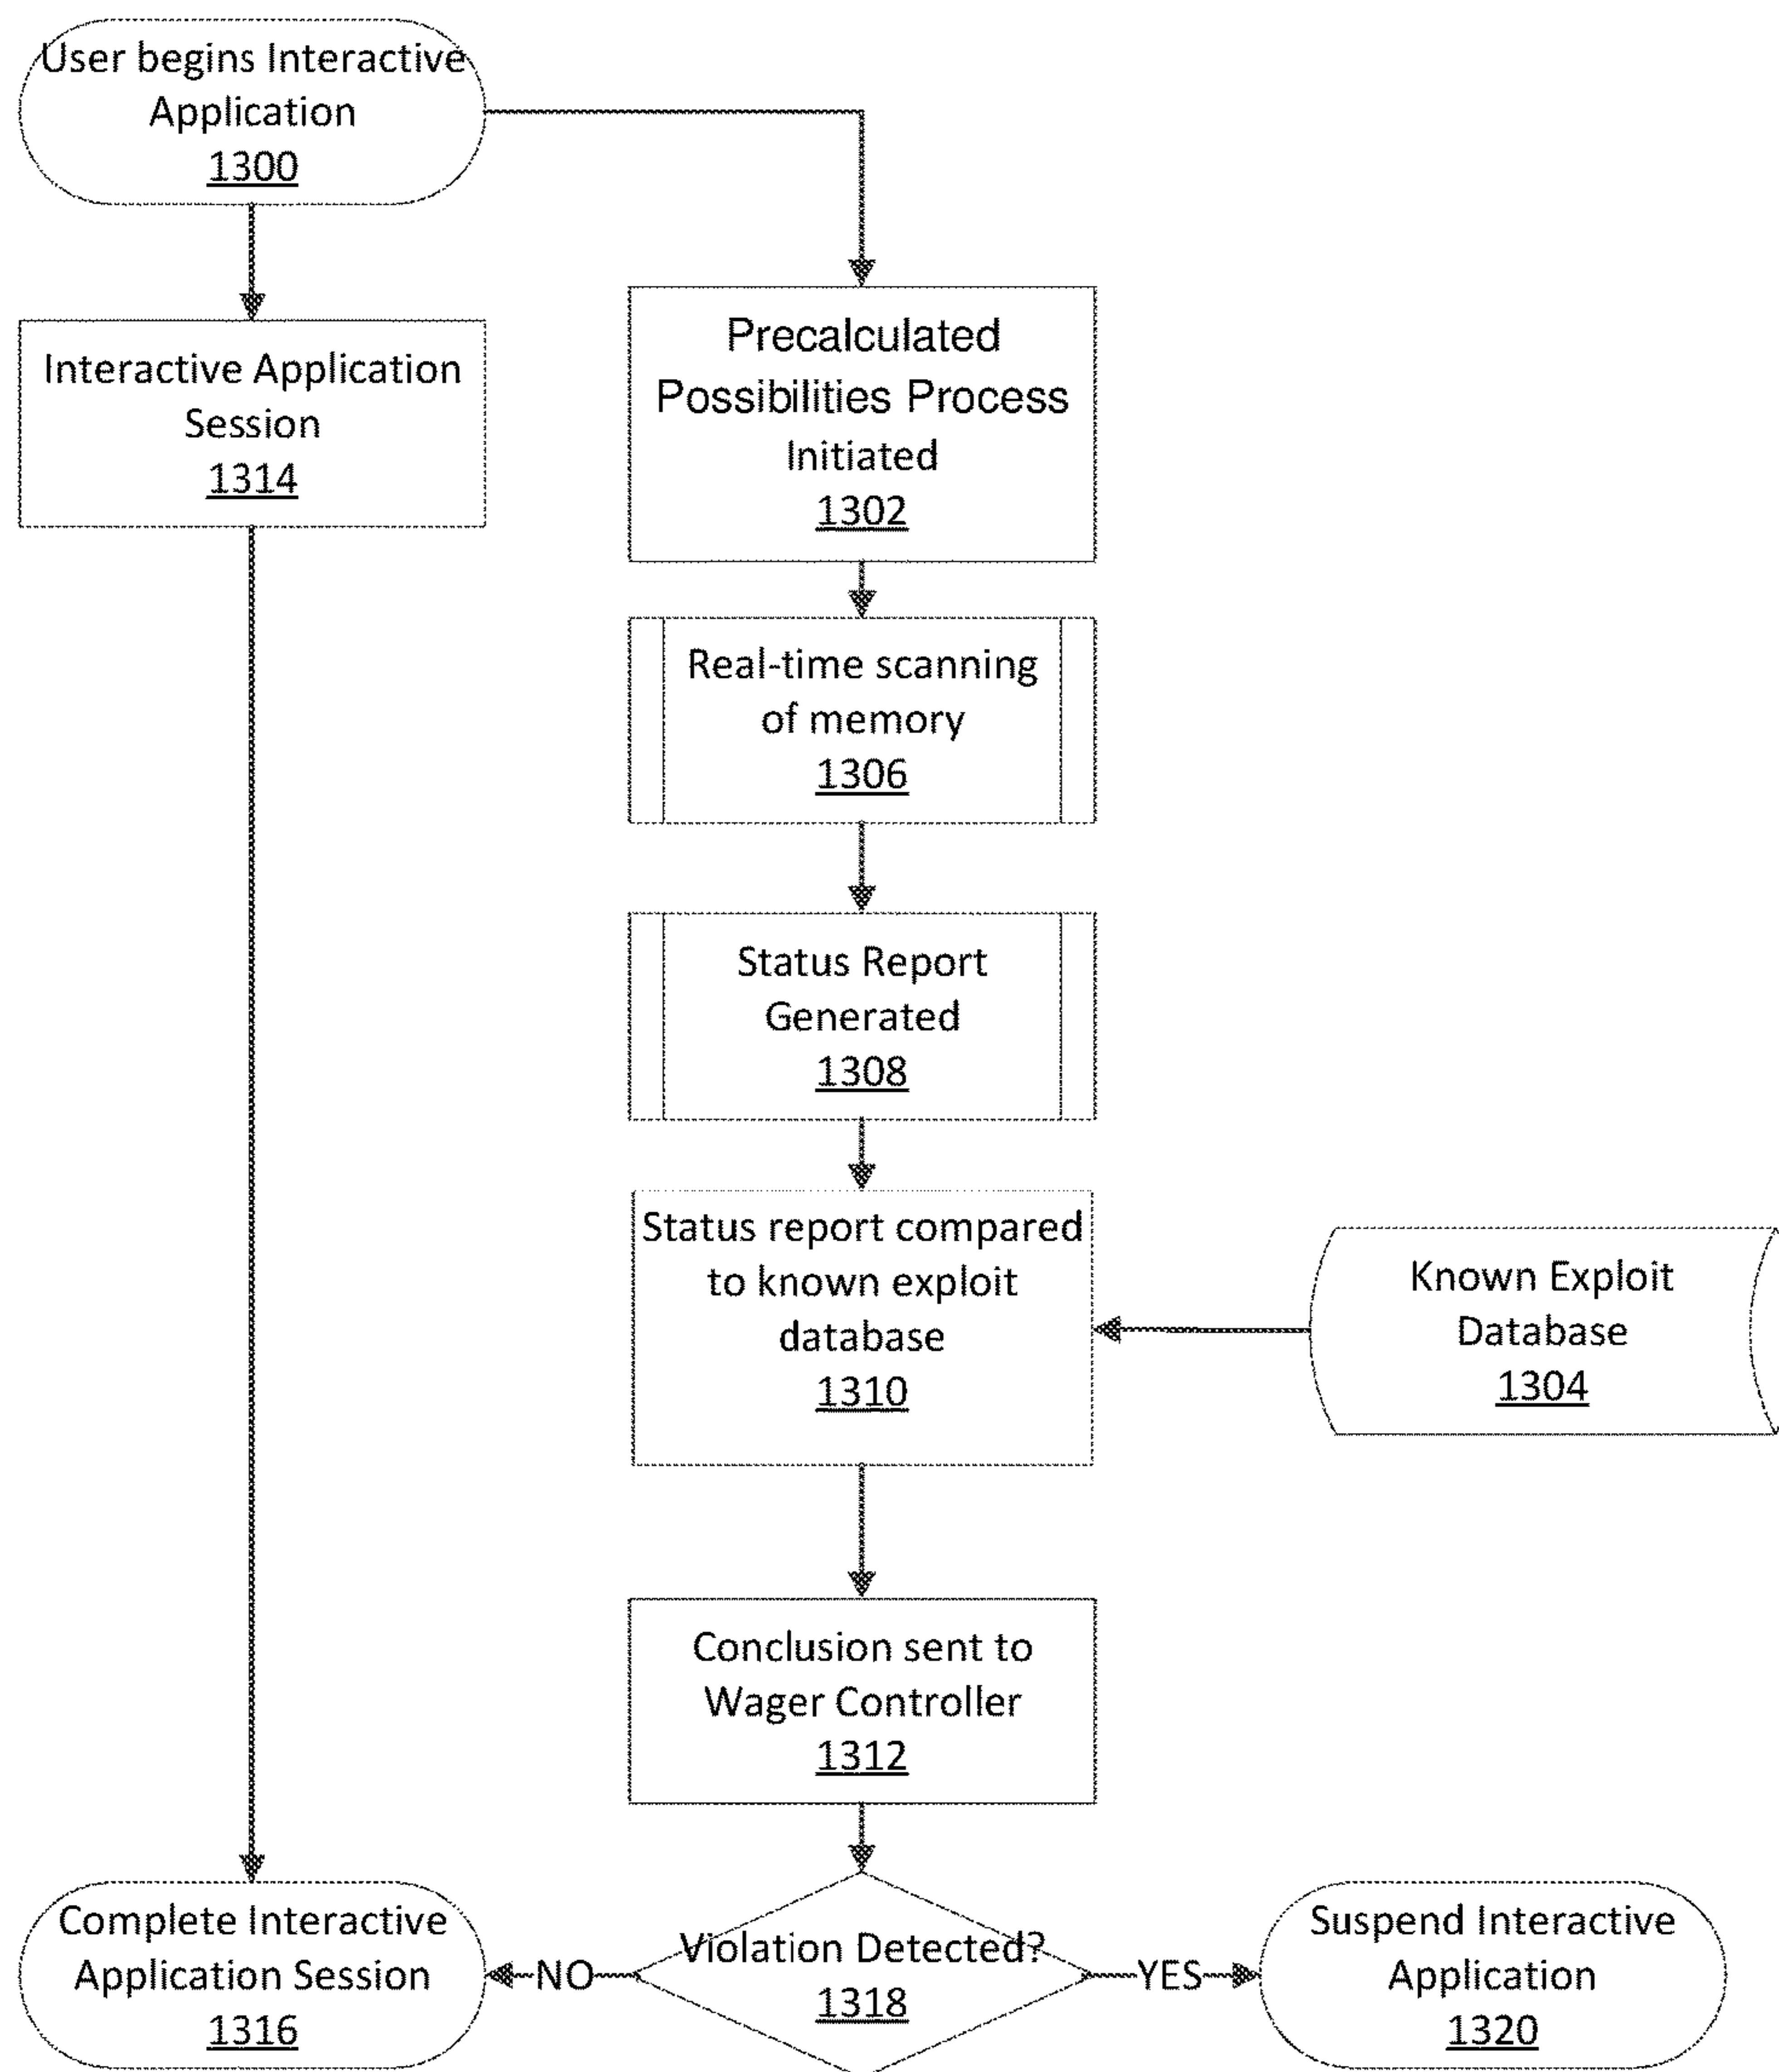 User begins Interactive
Application
1300
Interactive Application
Session
1314
Precalculated
Possibilities Process
Initiated
1302
Real-time scanning
of memory
1306
Status Report
Generated
1308
Status report compared
to known exploit
database
1310
Known Exploit
Database
1304
Conclusion sent to
Wager Controller
1312
Complete Interactive
Application Session
1316
NO
Violation Detected?
1318
YES
Suspend Interactive
Application
1320